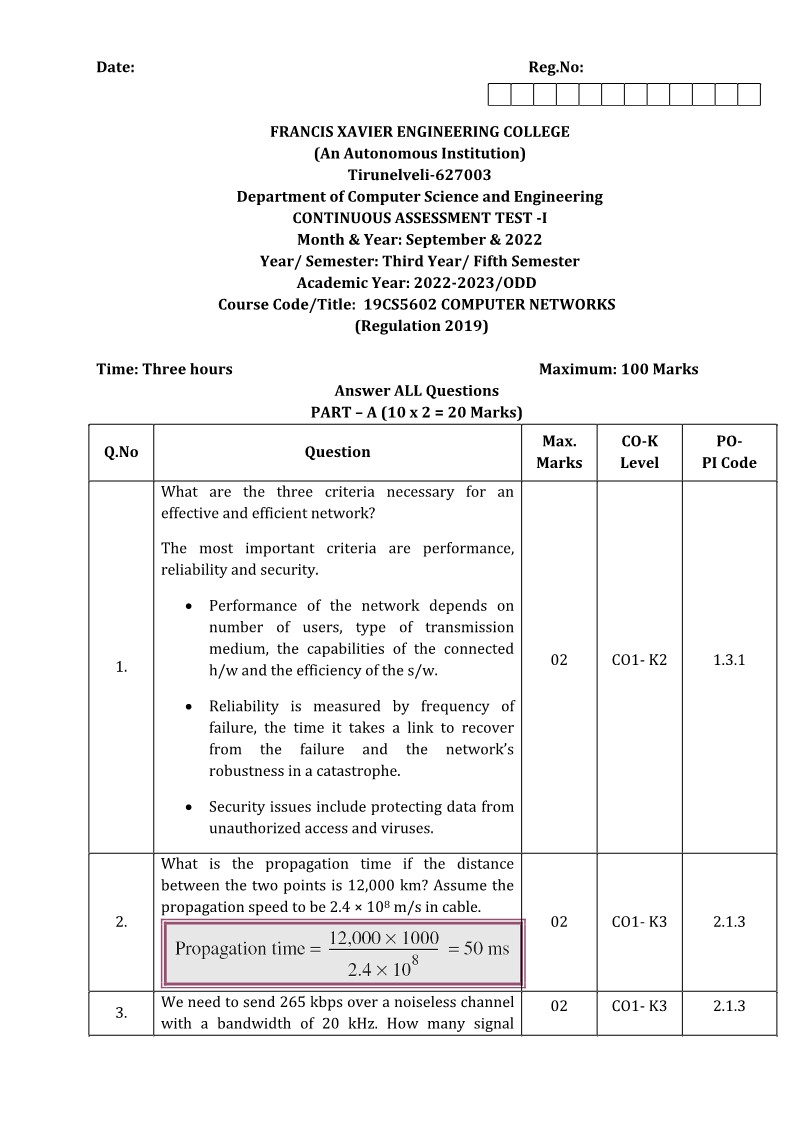 Date: Reg.No:
FRANCIS XAVIER ENGINEERING COLLEGE
(An Autonomous Institution)
Tirunelveli-627003
Department of Computer Science and Engineering
CONTINUOUS ASSESSMENT TEST -I
Month & Year: September & 2022
Year/ Semester: Third Year/ Fifth Semester
Academic Year: 2022-2023/ODD
Course Code/Title: 19CS5602 COMPUTER NETWORKS
(Regulation 2019)
Time: Three hours Maximum: 100 Marks
Answer ALL Questions
PART – A (10 x 2 = 20 Marks)
Q.No Question Max. Marks CO-K Level PO- PI Code
1.
What are the three criteria necessary for an
effective and efficient network?
The most important criteria are performance,
reliability and security.
• Performance of the network depends on
number of users, type of transmission
medium, the capabilities of the connected
h/w and the efficiency of the s/w.
• Reliability is measured by frequency of
failure, the time it takes a link to recover
from the failure and the network’s
robustness in a catastrophe.
• Security issues include protecting data from
unauthorized access and viruses.
02 CO1- K2 1.3.1
2.
What is the propagation time if the distance
between the two points is 12,000 km? Assume the
propagation speed to be 2.4 × 10⁸ m/s in cable.
Propagation time = 12,000 × 1000 / 2.4 × 10⁸ = 50 ms
02 CO1- K3 2.1.3
3.
We need to send 265 kbps over a noiseless channel
with a bandwidth of 20 kHz. How many signal
02 CO1- K3 2.1.3